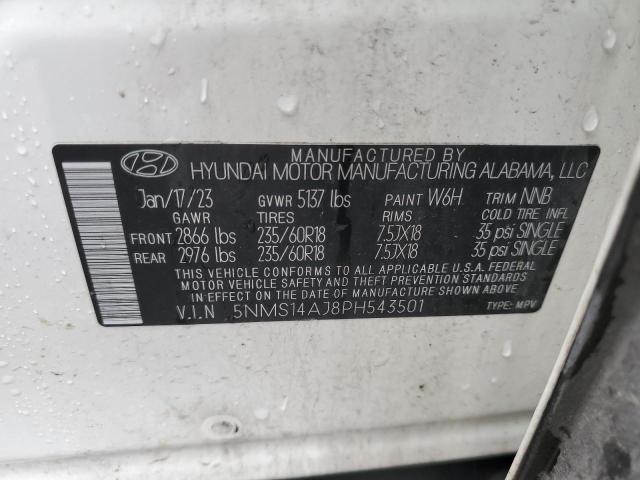 MANUFACTURED BY
HYUNDAI MOTOR MANUFACTURING ALABAMA, LLC
Jan/17/23 GVWR 5137 lbs PAINT W6H TRIM NNB
GAWR TIRES RIMS COLD TIRE INFL
FRONT 2866 lbs 235/60R18 7.5JX18 35 psi SINGLE
REAR 2976 lbs 235/60R18 7.5JX18 35 psi SINGLE
THIS VEHICLE CONFORMS TO ALL APPLICABLE U.S.A. FEDERAL
MOTOR VEHICLE SAFETY AND THEFT PREVENTION STANDARDS
IN EFFECT ON THE DATE OF MANUFACTURE SHOWN ABOVE.
V.I.N 5NMS14AJ8PH543501 TYPE: MPV